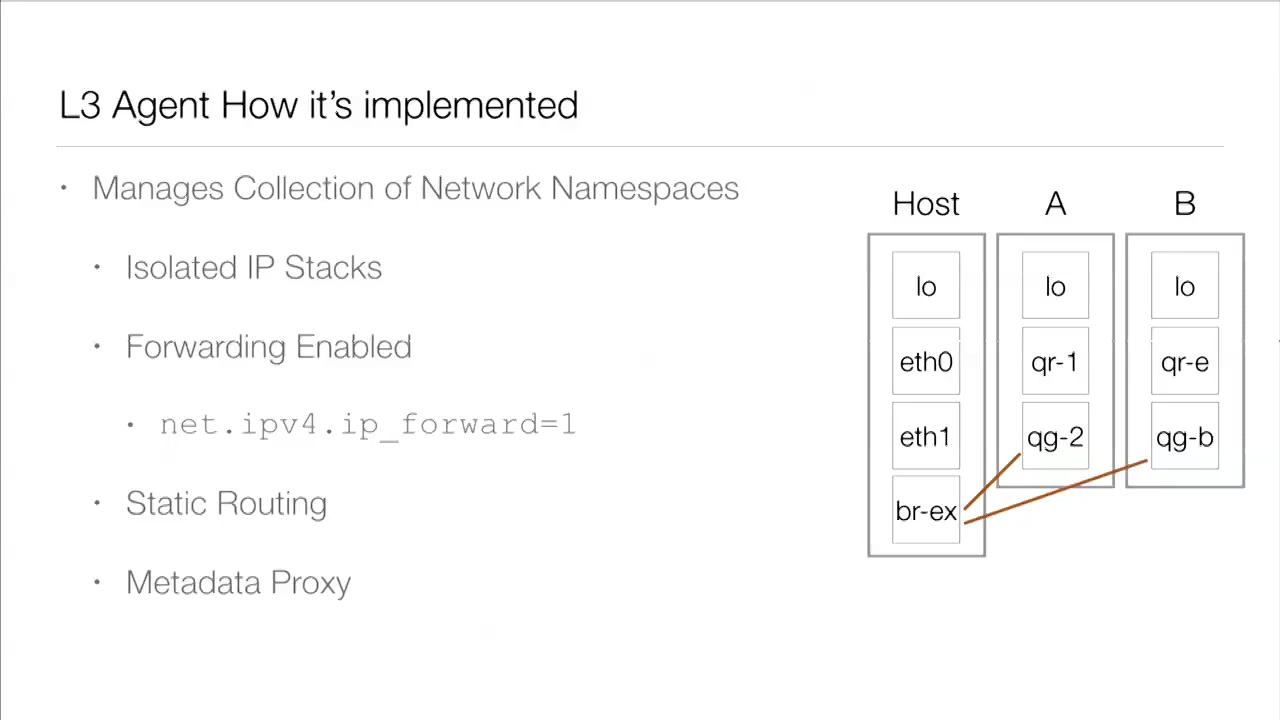 L3 Agent How it's implemented
• Manages Collection of Network Namespaces
• Isolated IP Stacks
• Forwarding Enabled
• net.ipv4.ip_forward=1
• Static Routing
• Metadata Proxy
Host A B
lo lo lo
eth0 qr-1 qr-e
eth1 qg-2 qg-b
br-ex